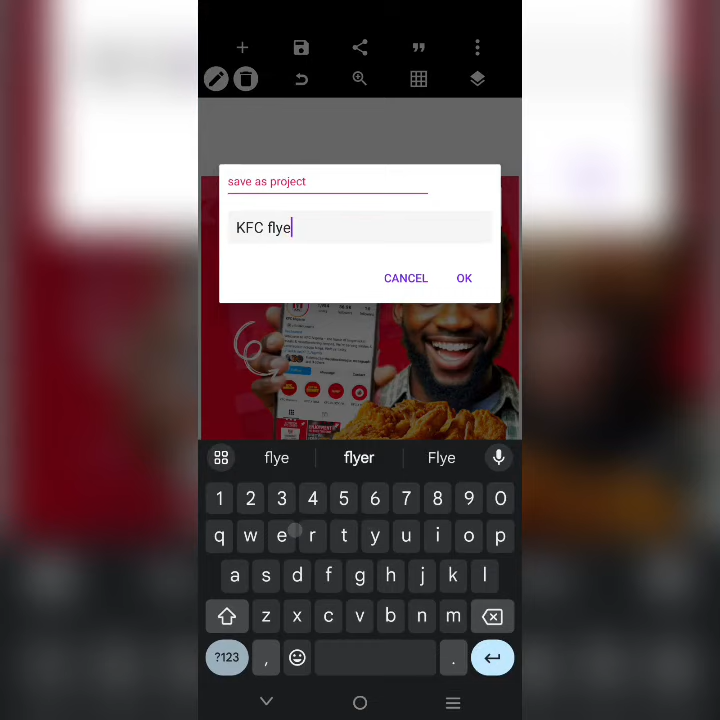 save as project
KFC flye
CANCEL OK
Message
flye flyer Flye
1 2 3 4 5 6 7 8 9 0
q w e r t y u i o p
a s d f g h j k l
z x c v b n m
?123 , .